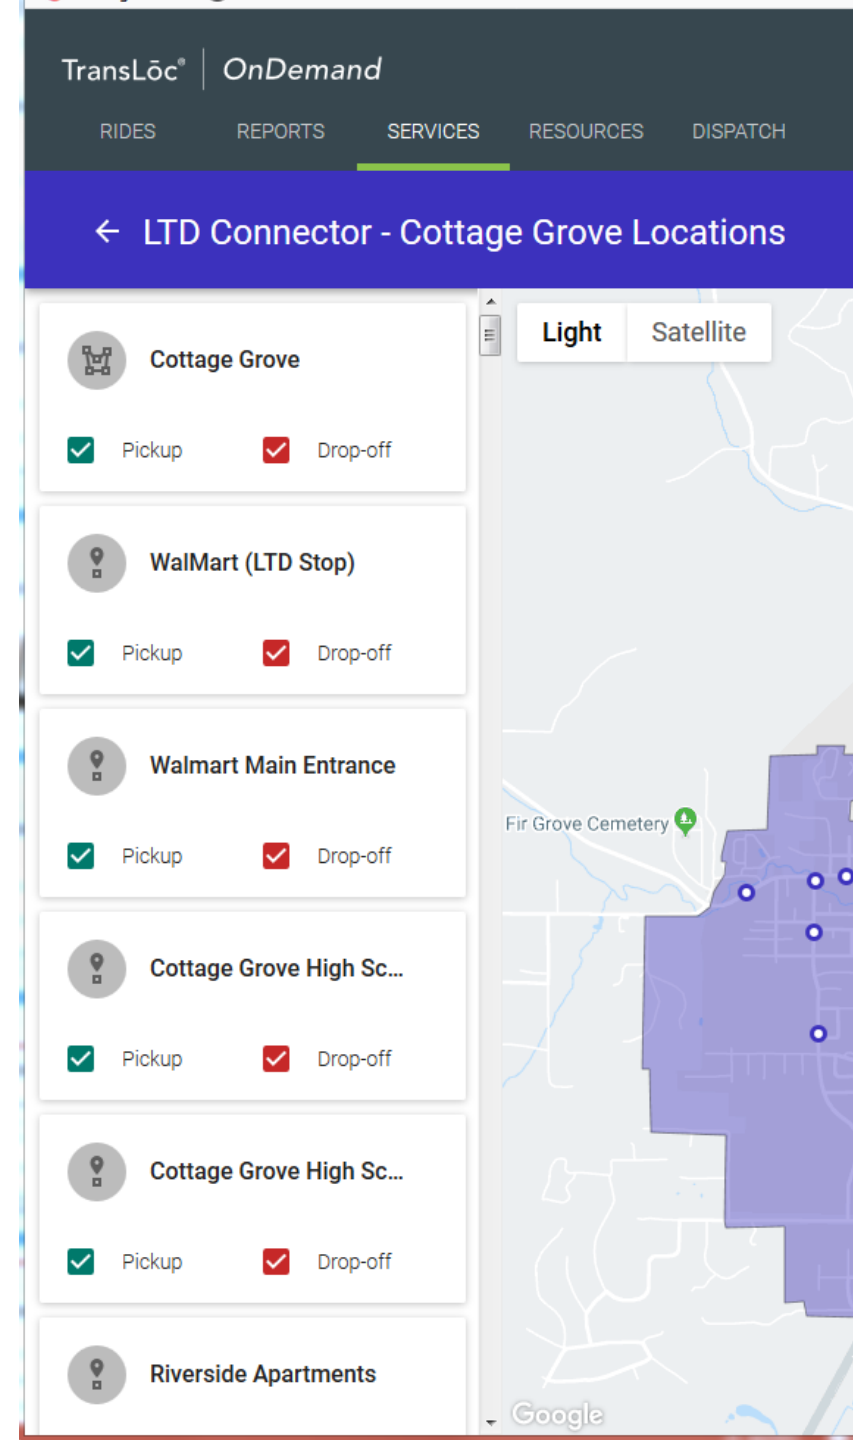 TransLōc® | OnDemand
RIDES REPORTS SERVICES RESOURCES DISPATCH
← LTD Connector - Cottage Grove Locations
Light Satellite
Cottage Grove
Pickup Drop-off
WalMart (LTD Stop)
Pickup Drop-off
Walmart Main Entrance
Pickup Drop-off
Cottage Grove High Sc...
Pickup Drop-off
Cottage Grove High Sc...
Pickup Drop-off
Riverside Apartments
Fir Grove Cemetery
Google